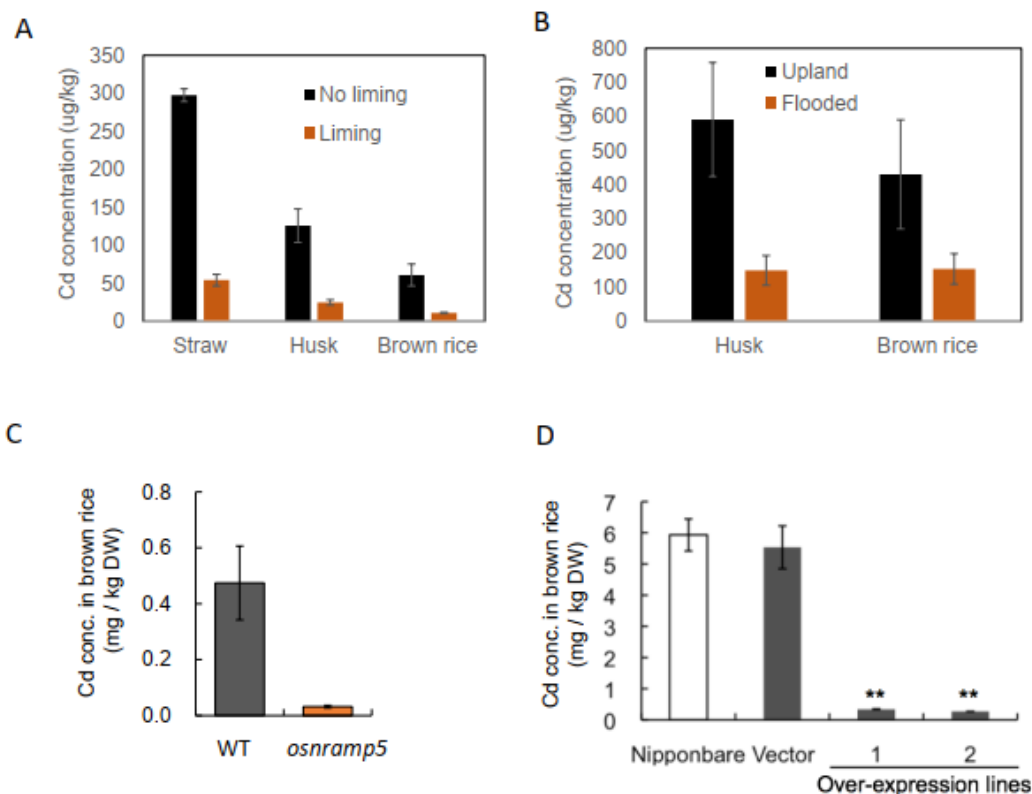 A
Cd concentration (ug/kg)
350
300
250
200
150
100
50
0
No liming
Liming
Straw Husk Brown rice
B
Cd concentration (ug/kg)
800
700
600
500
400
300
200
100
0
Upland
Flooded
Husk Brown rice
C
Cd conc. in brown rice
(mg / kg DW)
0.8
0.6
0.4
0.2
0.0
WT osnramp5
D
Cd conc. in brown rice
(mg / kg DW)
7
6
5
4
3
2
1
0
** **
Nipponbare Vector 1 2
Over-expression lines